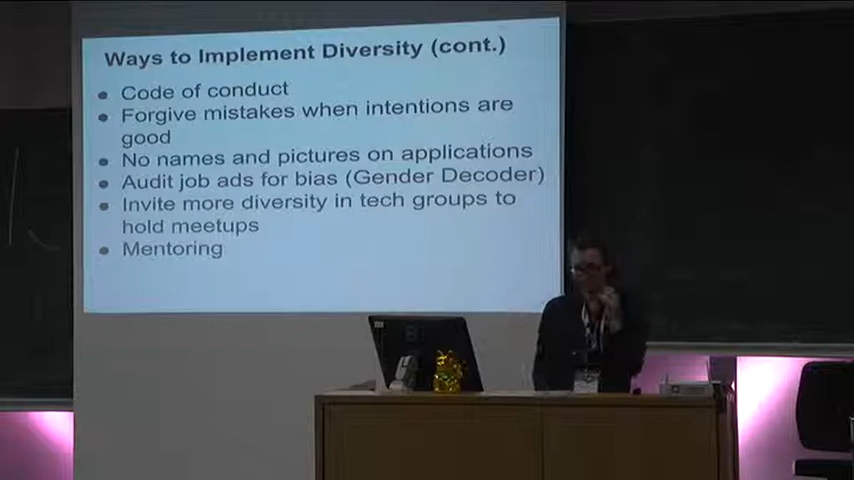 Ways to Implement Diversity (cont.)
● Code of conduct
● Forgive mistakes when intentions are
good
● No names and pictures on applications
● Audit job ads for bias (Gender Decoder)
● Invite more diversity in tech groups to
hold meetups
● Mentoring